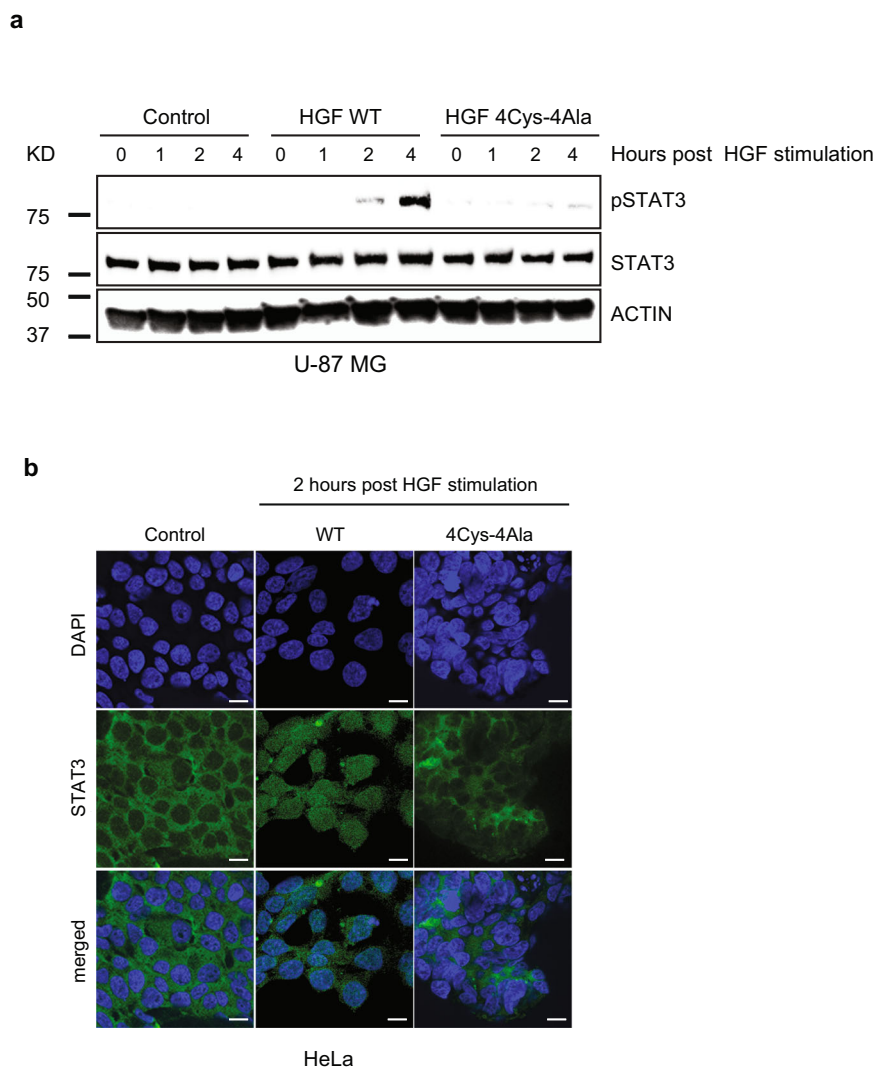 a
Control HGF WT HGF 4Cys-4Ala
KD 0 1 2 4 0 1 2 4 0 1 2 4 Hours post HGF stimulation
75 pSTAT3
75 STAT3
50
37 ACTIN
U-87 MG
b
2 hours post HGF stimulation
Control WT 4Cys-4Ala
DAPI
STAT3
merged
HeLa